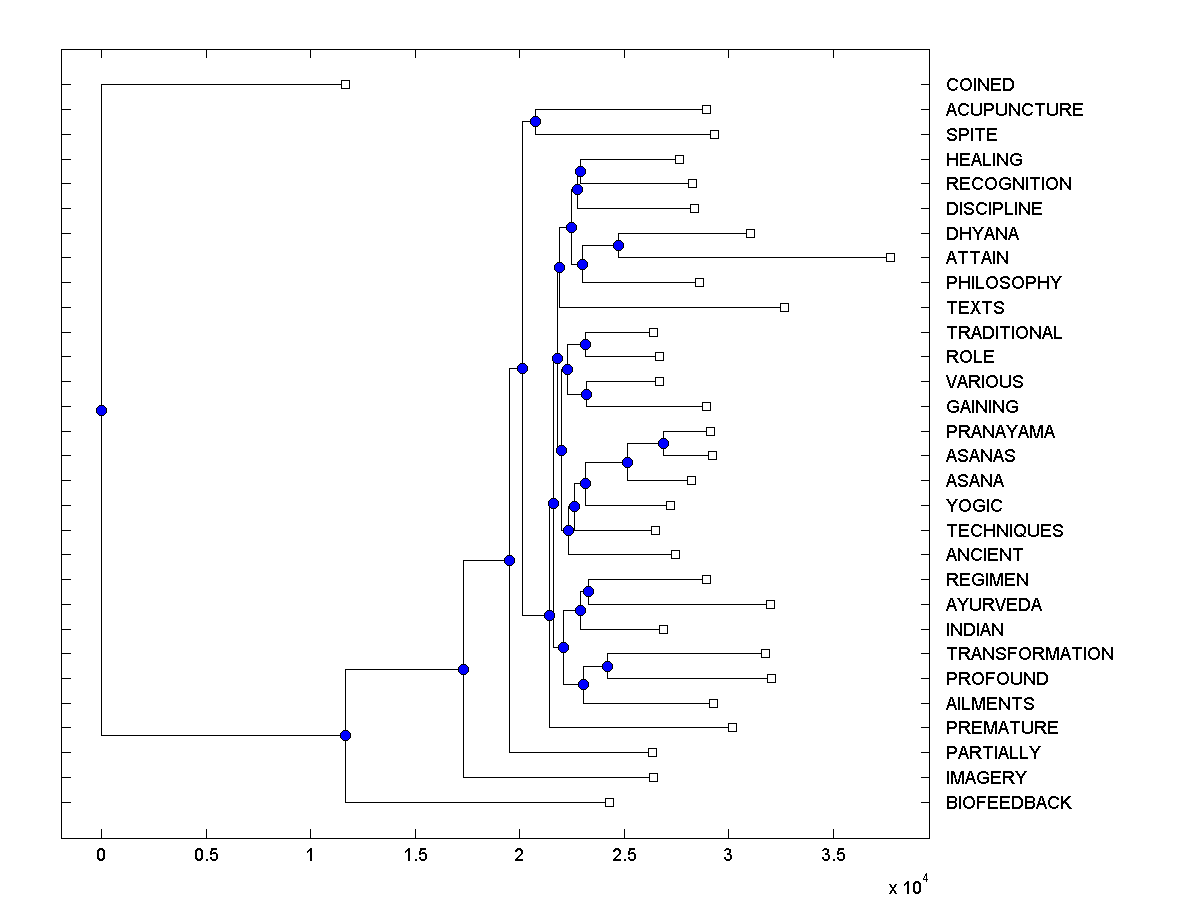 COINED
ACUPUNCTURE
SPITE
HEALING
RECOGNITION
DISCIPLINE
DHYANA
ATTAIN
PHILOSOPHY
TEXTS
TRADITIONAL
ROLE
VARIOUS
GAINING
PRANAYAMA
ASANAS
ASANA
YOGIC
TECHNIQUES
ANCIENT
REGIMEN
AYURVEDA
INDIAN
TRANSFORMATION
PROFOUND
AILMENTS
PREMATURE
PARTIALLY
IMAGERY
BIOFEEDBACK
0 0.5 1 1.5 2 2.5 3 3.5
x 10^4